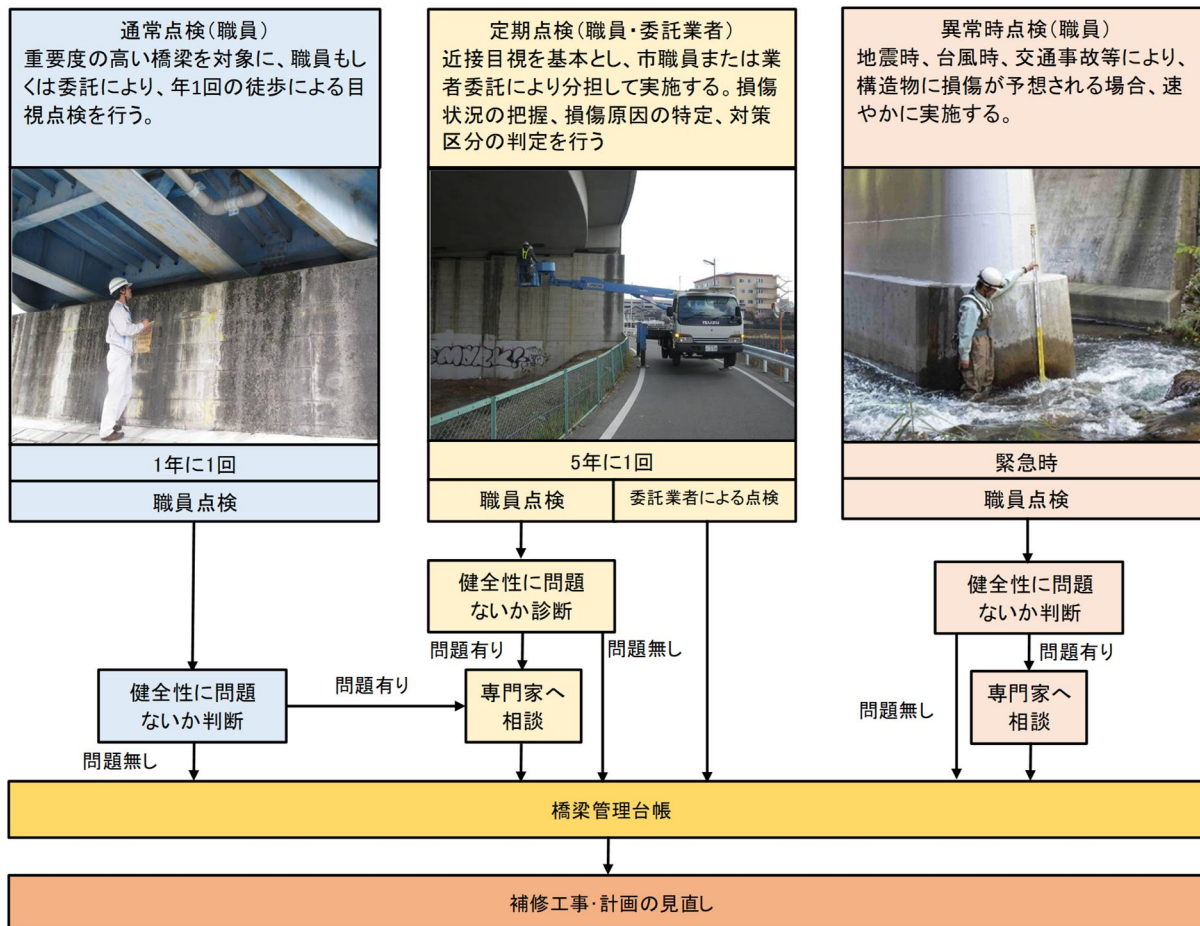 通常点検(職員)
重要度の高い橋梁を対象に、職員もし
くは委託により、年1回の徒歩による目
視点検を行う。
定期点検(職員・委託業者)
近接目視を基本とし、市職員または業
者委託により分担して実施する。損傷
状況の把握、損傷原因の特定、対策
区分の判定を行う
異常時点検(職員)
地震時、台風時、交通事故等により、
構造物に損傷が予想される場合、速
やかに実施する。
ISUZU
1年に1回
職員点検
5年に1回
職員点検
委託業者による点検
緊急時
職員点検
健全性に問題
ないか診断
健全性に問題
ないか判断
問題有り
問題無し
問題有り
健全性に問題
ないか判断
問題有り
専門家へ
相談
問題無し
専門家へ
相談
問題無し
橋梁管理台帳
補修工事・計画の見直し